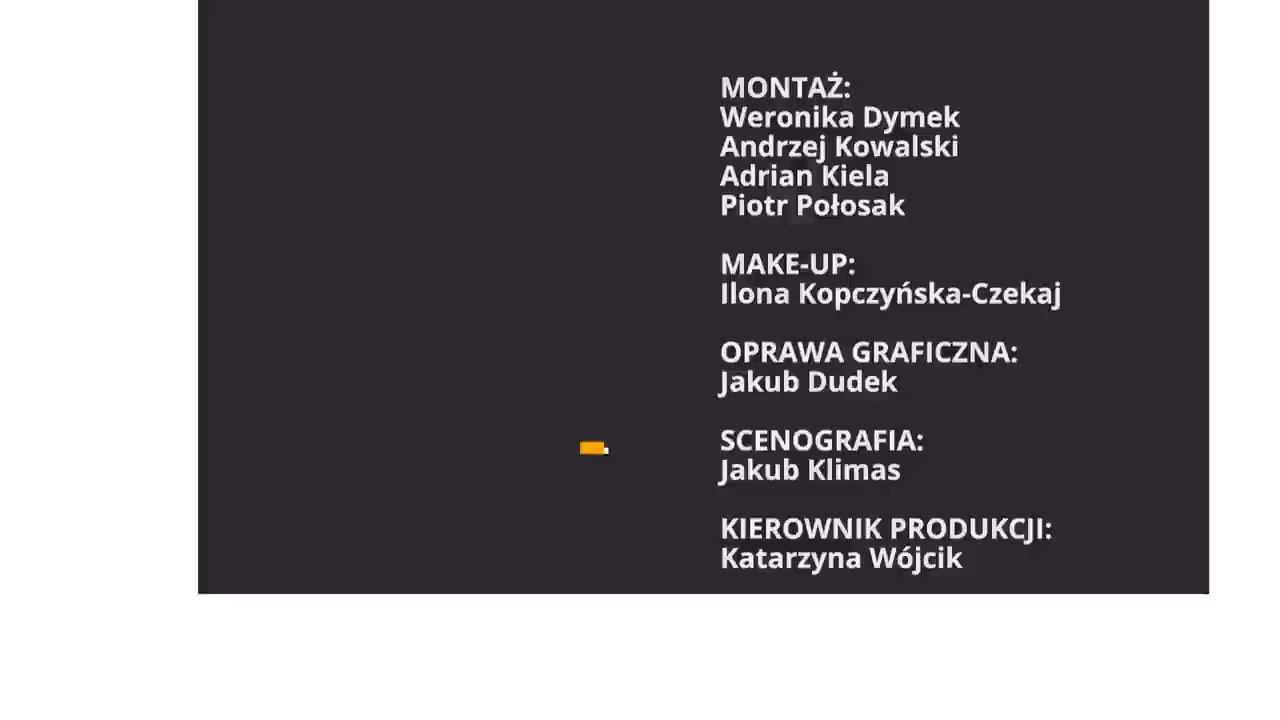 MONTAŻ:
Weronika Dymek
Andrzej Kowalski
Adrian Kiela
Piotr Połosak
MAKE-UP:
Ilona Kopczyńska-Czekaj
OPRAWA GRAFICZNA:
Jakub Dudek
SCENOGRAFIA:
Jakub Klimas
KIEROWNIK PRODUKCJI:
Katarzyna Wójcik